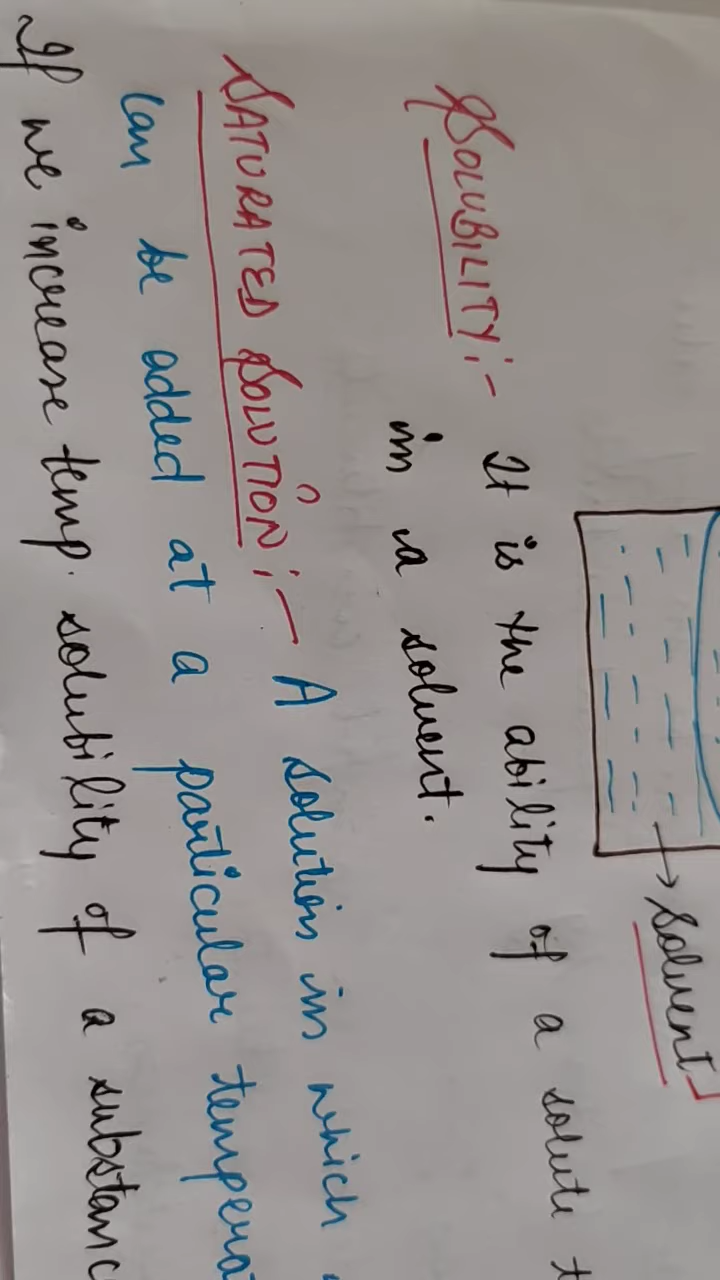 Solvent
SOLUBILITY :- It is the ability of a solute
in a solvent.
SATURATED SOLUTION :- A solution in which
can be added at a particular
If we increase temp. solubility of a